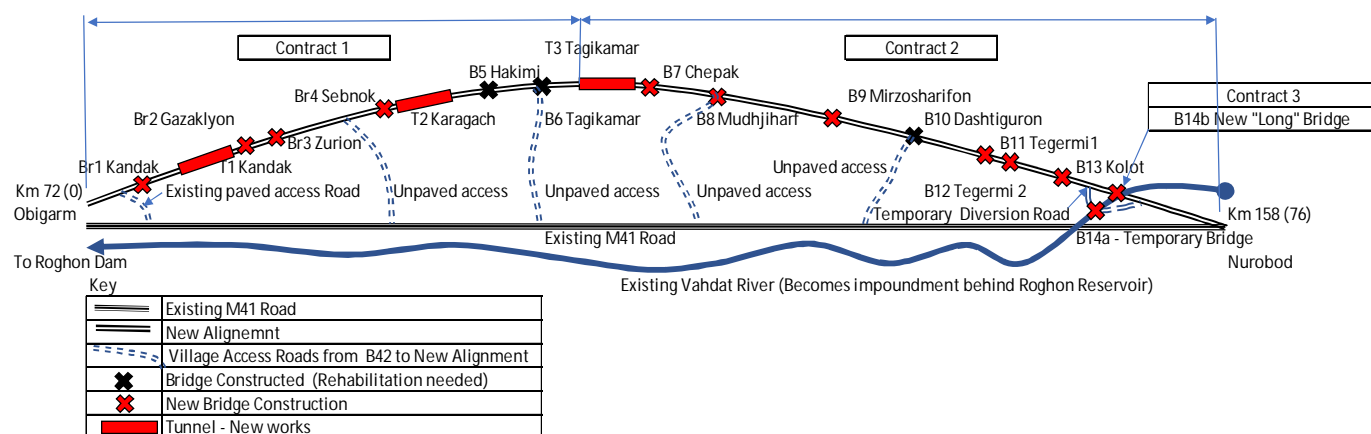 Contract 1
Contract 2
T3 Tagikamar
B5 Hakimi
B7 Chepak
Br4 Sebnok
B9 Mirzosharifon
Contract 3
B14b New "Long" Bridge
Br2 Gazaklyon
T2 Karagach
B6 Tagikamar
B8 Mudhjiharf
B10 Dashtiguron
Br3 Zurion
B11 Tegermi1
Br1 Kandak
T1 Kandak
Unpaved access
B13 Kolot
Km 72 (0)
Obigarm
Existing paved access Road
Unpaved access
Unpaved access
Unpaved access
B12 Tegermi 2
Temporary Diversion Road
Km 158 (76)
Existing M41 Road
B14a - Temporary Bridge
Nurobod
To Roghon Dam
Existing Vahdat River (Becomes impoundment behind Roghon Reservoir)
Key
Existing M41 Road
New Alignemnt
Village Access Roads from B42 to New Alignment
Bridge Constructed (Rehabilitation needed)
New Bridge Construction
Tunnel - New works